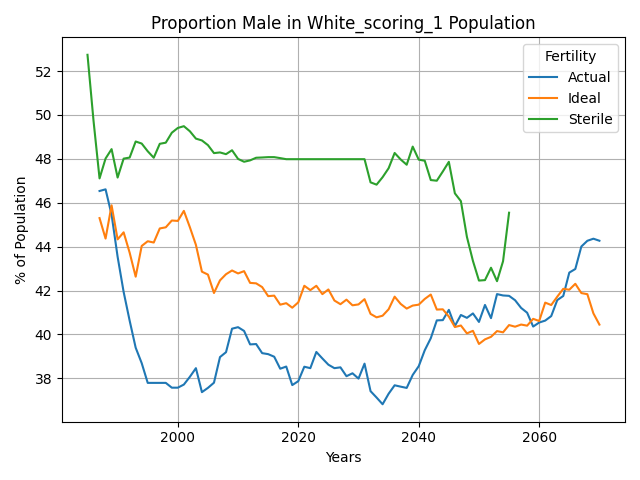 Proportion Male in White_scoring_1 Population
Fertility
Actual
Ideal
Sterile
% of Population
52
50
48
46
44
42
40
38
2000
2020
2040
2060
Years